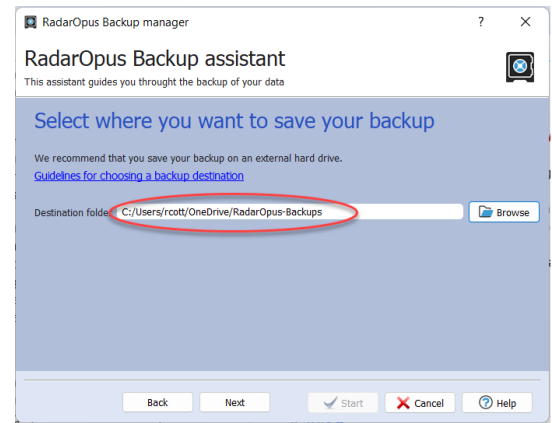 RadarOpus Backup manager
?
RadarOpus Backup assistant
This assistant guides you throught the backup of your data
Select where you want to save your backup
We recommend that you save your backup on an external hard drive.
Guidelines for choosing a backup destination
Destination folder C:/Users/rcott/OneDrive/RadarOpus-Backups Browse
Back Next Start Cancel Help